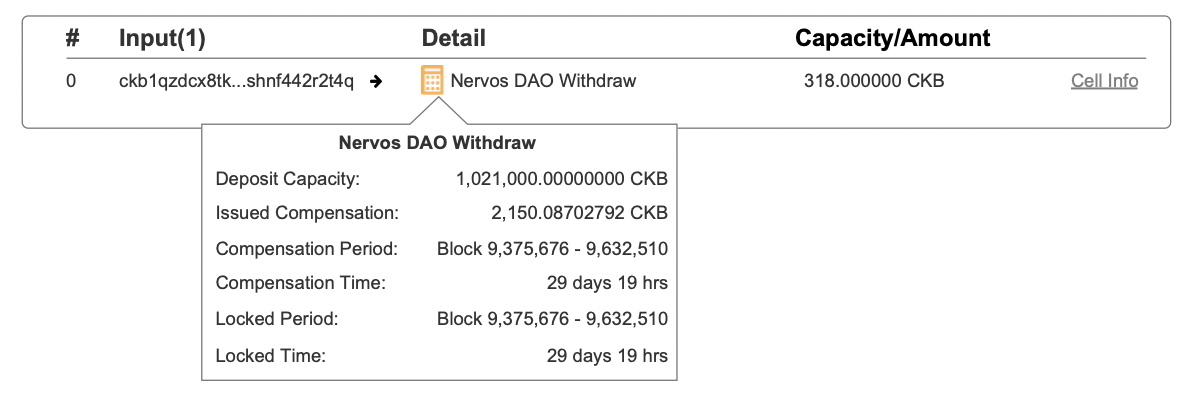 # Input(1) Detail Capacity/Amount
0 ckb1qzdcx8tk...shnf442r2t4q → Nervos DAO Withdraw 318.000000 CKB Cell Info
Nervos DAO Withdraw
Deposit Capacity: 1,021,000.00000000 CKB
Issued Compensation: 2,150.08702792 CKB
Compensation Period: Block 9,375,676 - 9,632,510
Compensation Time: 29 days 19 hrs
Locked Period: Block 9,375,676 - 9,632,510
Locked Time: 29 days 19 hrs